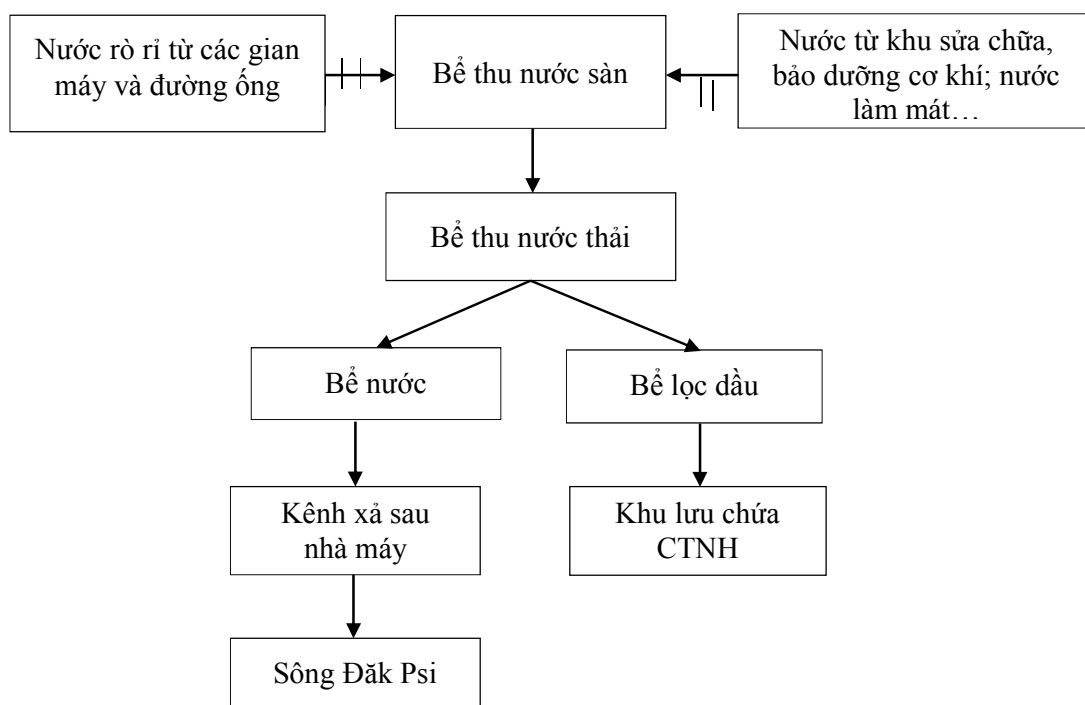 Nước rò rỉ từ các gian
máy và đường ống
Bể thu nước sàn
Nước từ khu sửa chữa,
bảo dưỡng cơ khí; nước
làm mát…
Bể thu nước thải
Bể nước
Bể lọc dầu
Kênh xả sau
nhà máy
Khu lưu chứa
CTNH
Sông Đăk Psi